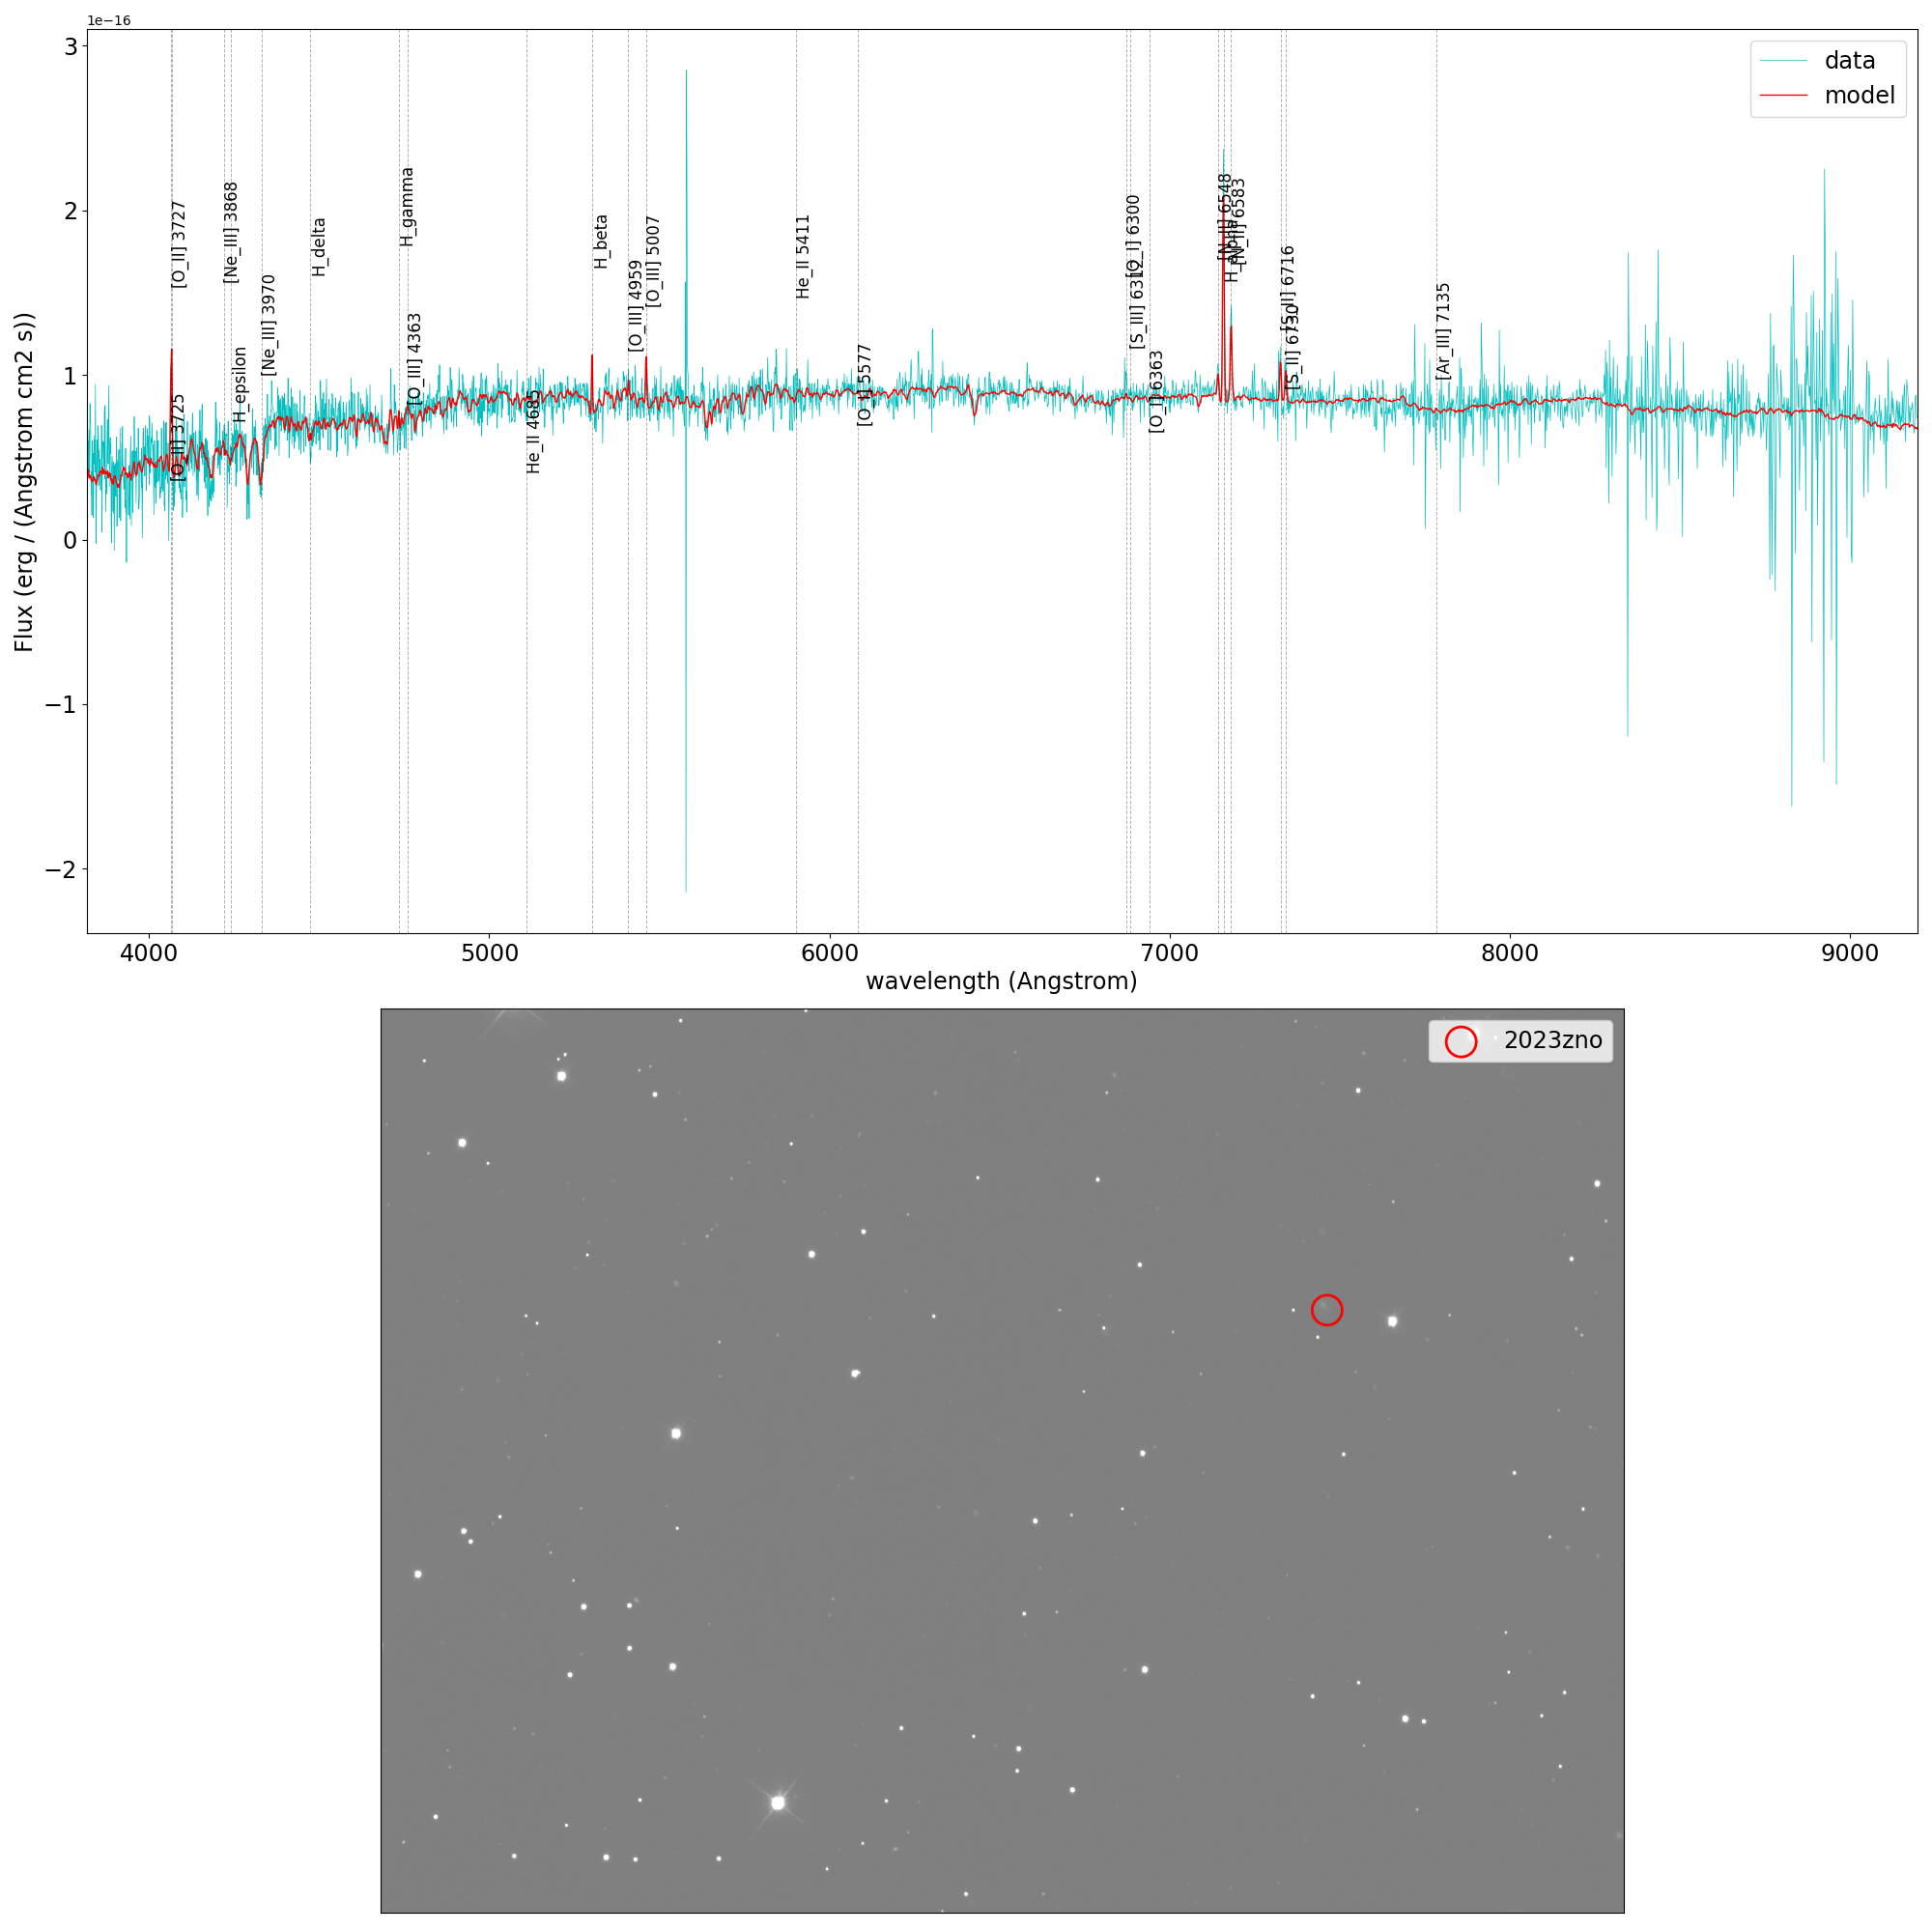 1e−16
data
model
3
2
1
0
−1
−2
Flux (erg / (Angstrom cm2 s))
[O_II] 3727
[O_II] 3725
[Ne_III] 3868
H_epsilon
[Ne_III] 3970
H_delta
H_gamma
[O_III] 4363
He_II 4685
H_beta
[O_III] 4959
[O_III] 5007
He_II 5411
[O_I] 5577
[O_I] 6300
[S_III] 6312
[O_I] 6363
[N_II] 6548
H_alpha
[N_II] 6583
[S_II] 6716
[S_II] 6730
[Ar_III] 7135
4000 5000 6000 7000 8000 9000
wavelength (Angstrom)
2023zno